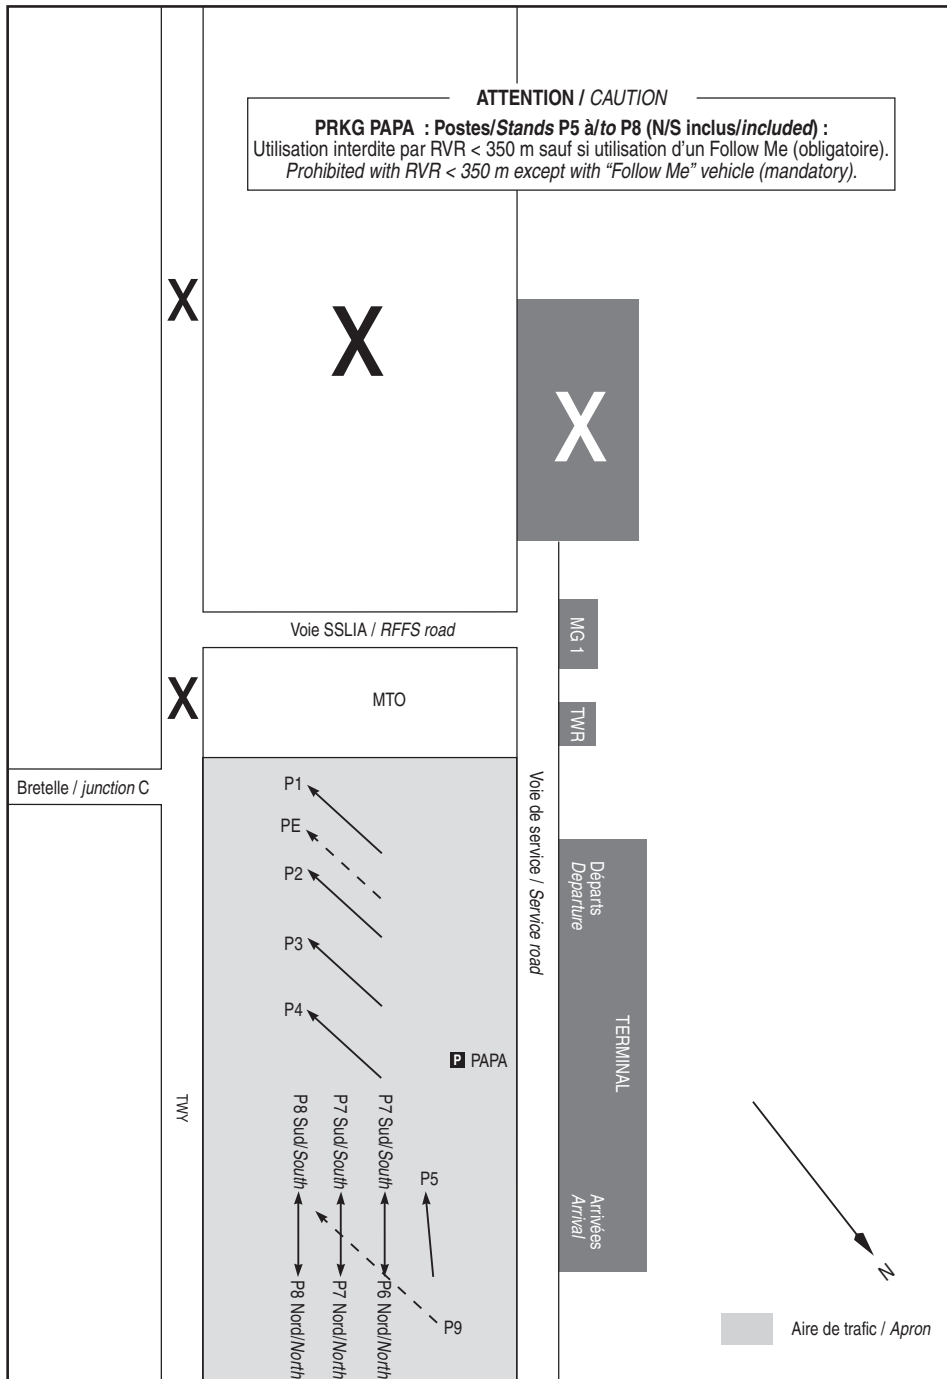 ATTENTION / CAUTION
PRKG PAPA : Postes/Stands P5 à/to P8 (N/S inclus/included) :
Utilisation interdite par RVR < 350 m sauf si utilisation d'un Follow Me (obligatoire).
Prohibited with RVR < 350 m except with “Follow Me” vehicle (mandatory).
X
X
X
MG 1
Voie SSLIA / RFFS road
X
MTO
TWR
Bretelle / junction C
P1
PE
P2
P3
P4
Voie de service / Service road
Départs
Departure
TERMINAL
P PAPA
TWY
P8 Sud/South
P7 Sud/South
P7 Sud/South
P5
Arrivées
Arrival
P8 Nord/North
P7 Nord/North
P6 Nord/North
P9
N
Aire de trafic / Apron